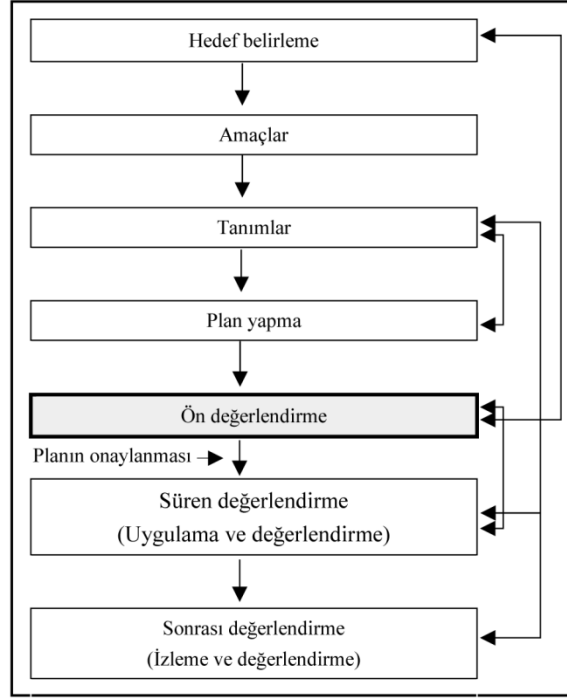 Hedef belirleme
Amaçlar
Tanımlar
Plan yapma
Ön değerlendirme
Planın onaylanması
Süren değerlendirme
(Uygulama ve değerlendirme)
Sonrası değerlendirme
(İzleme ve değerlendirme)